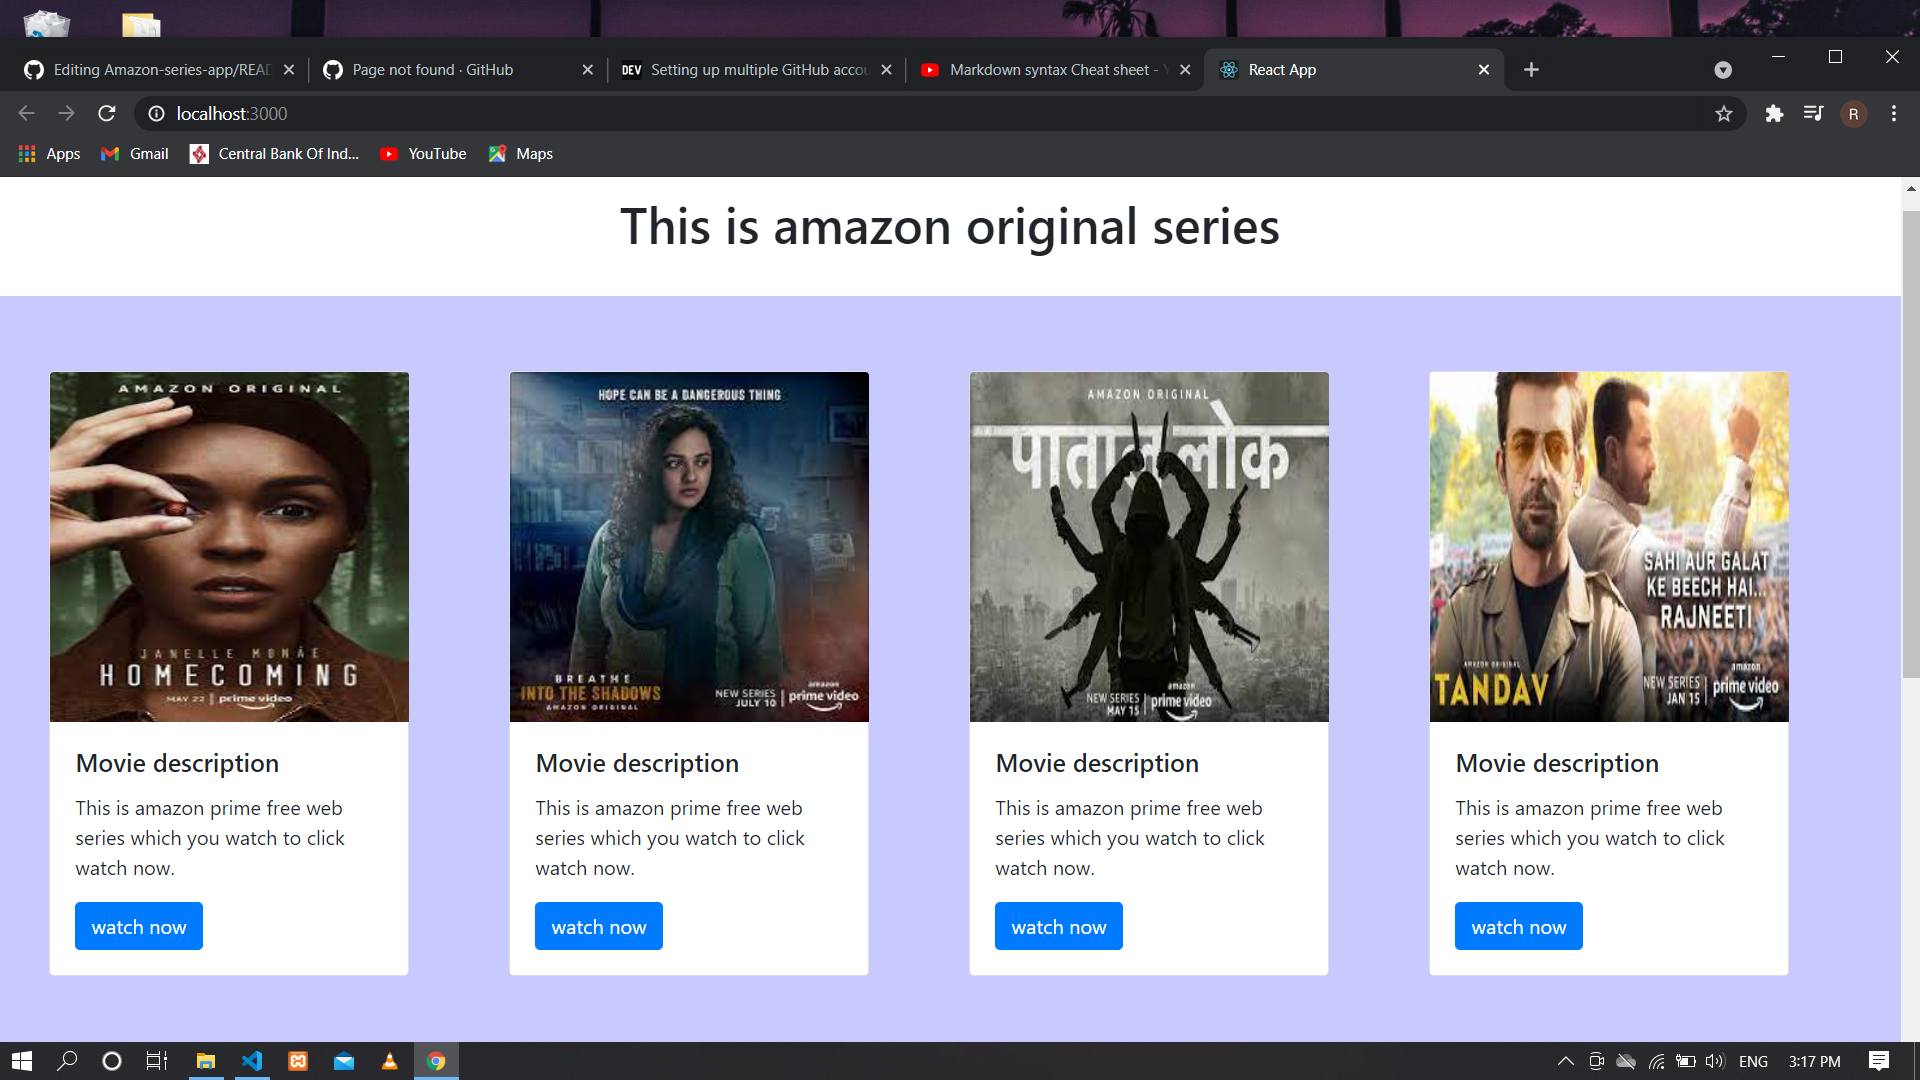 Editing Amazon-series-app/READ
Page not found · GitHub
DEV
Setting up multiple GitHub accou
Markdown syntax Cheat sheet - Y
React App
localhost:3000
R
Apps
Gmail
Central Bank Of Ind...
YouTube
Maps
This is amazon original series
AMAZON ORIGINAL
JANELLE MONÁE
HOMECOMING
MAY 22 | prime video
Movie description
This is amazon prime free web
series which you watch to click
watch now.
watch now
HOPE CAN BE A DANGEROUS THING
BREATHE
INTO THE SHADOWS
AMAZON ORIGINAL
NEW SERIES
JULY 10
amazon
prime video
Movie description
This is amazon prime free web
series which you watch to click
watch now.
watch now
AMAZON ORIGINAL
पाताल लोक
NEW SERIES
MAY 15
amazon
prime video
Movie description
This is amazon prime free web
series which you watch to click
watch now.
watch now
SAHI AUR GALAT
KE BEECH HAI...
RAJNEETI
AMAZON ORIGINAL
TANDAV
NEW SERIES
JAN 15
amazon
prime video
Movie description
This is amazon prime free web
series which you watch to click
watch now.
watch now
ENG
3:17 PM